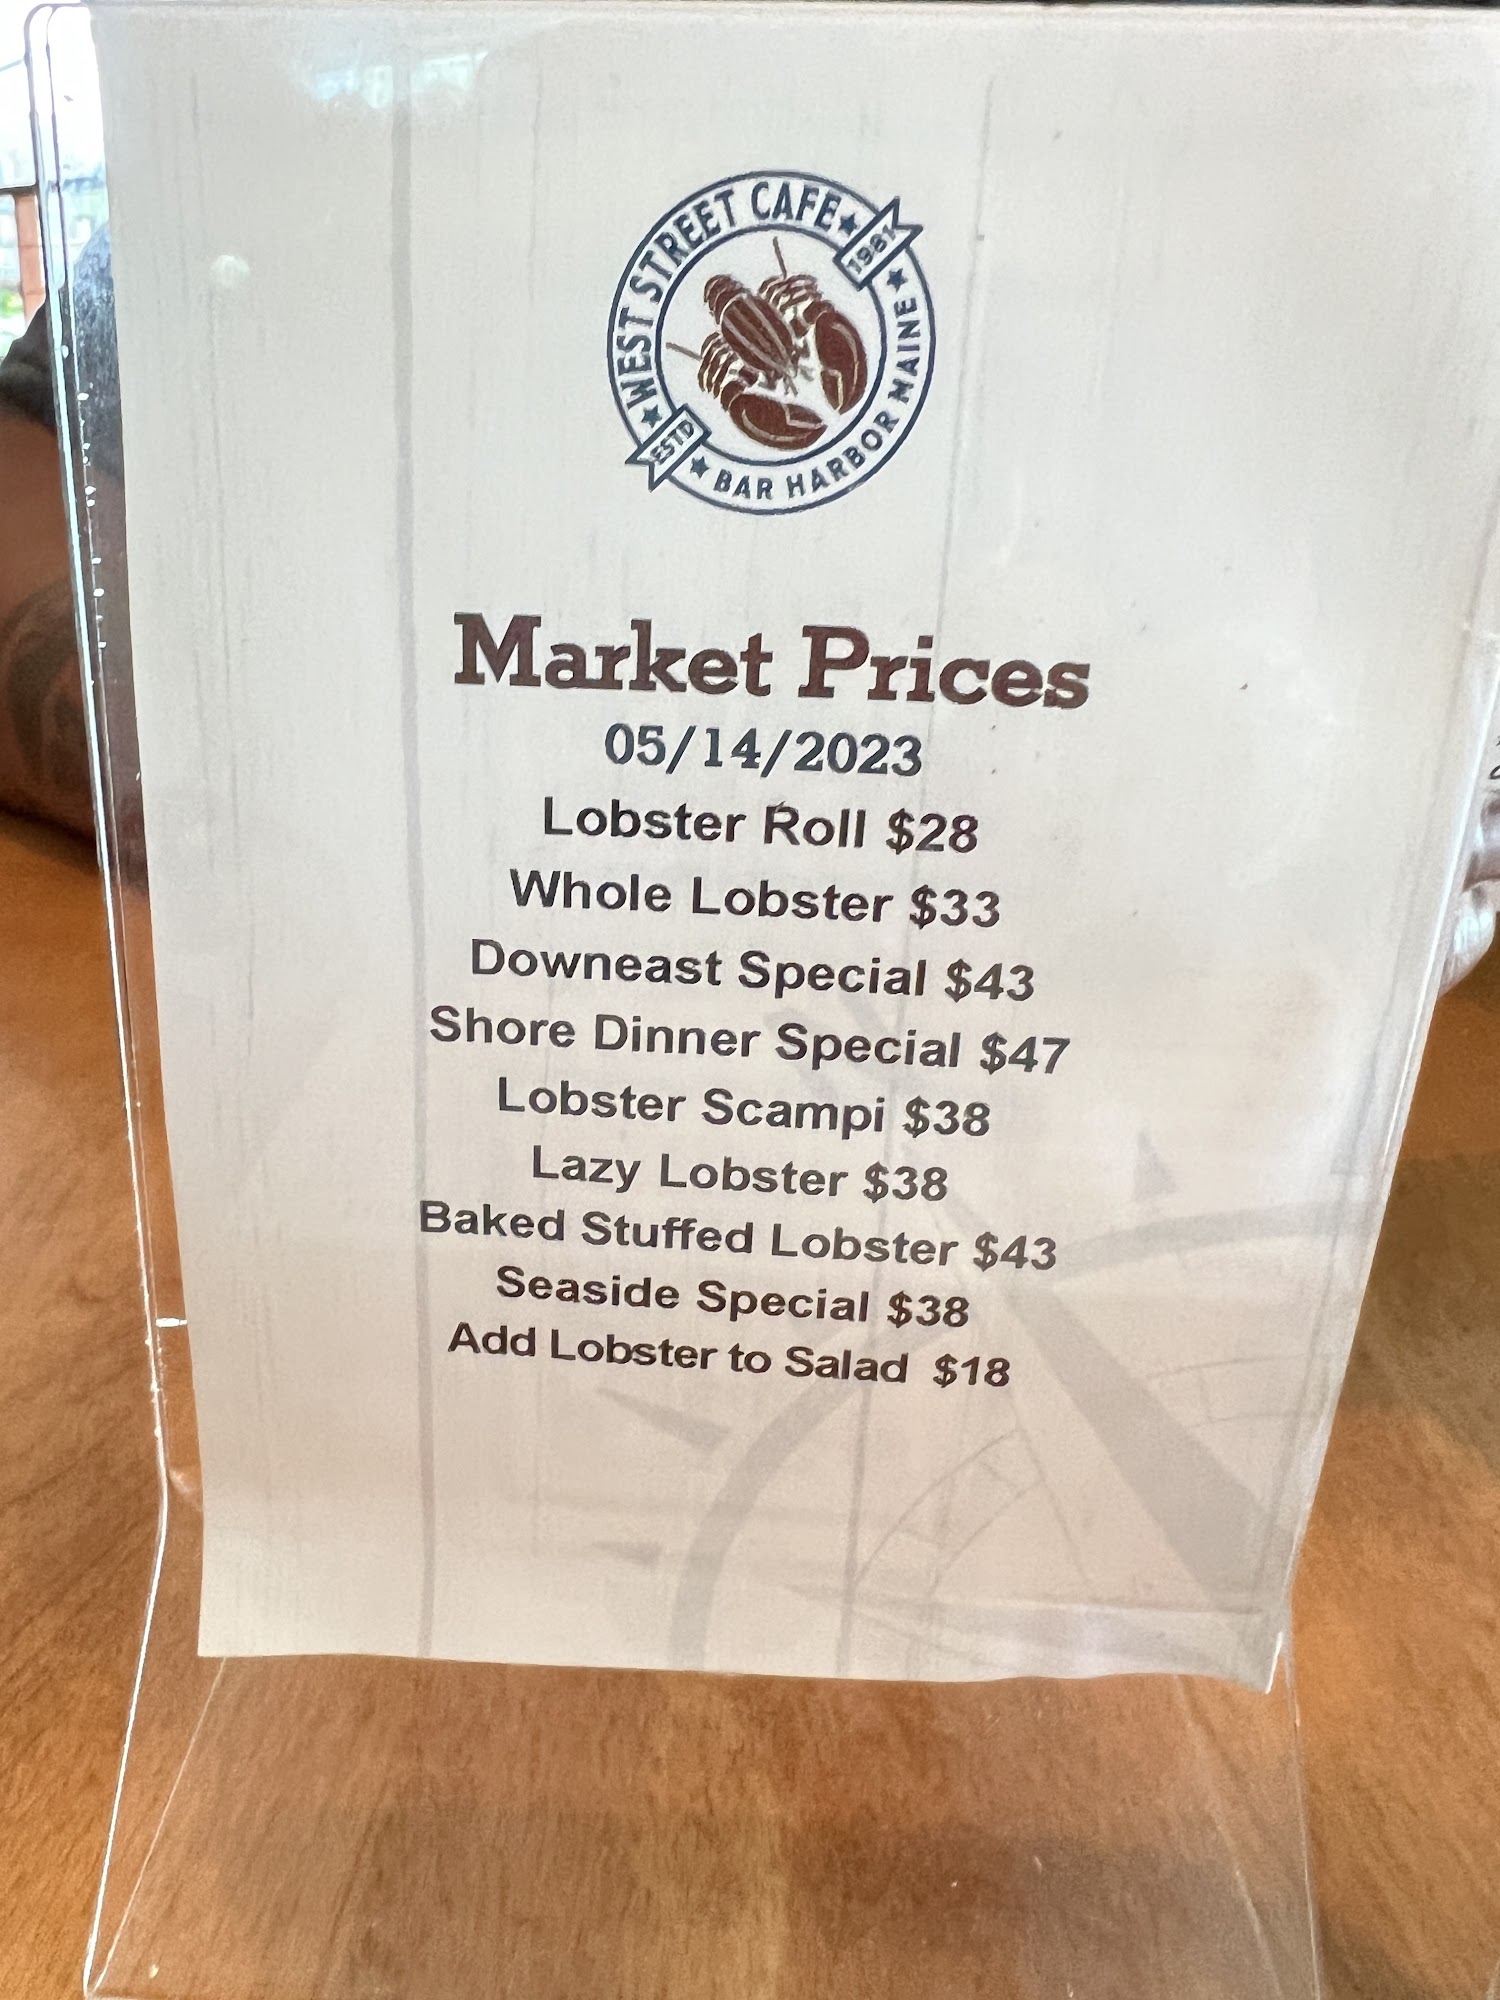 WEST STREET CAFE
1981
ESTD
BAR HARBOR MAINE
Market Prices
05/14/2023
Lobster Roll $28
Whole Lobster $33
Downeast Special $43
Shore Dinner Special $47
Lobster Scampi $38
Lazy Lobster $38
Baked Stuffed Lobster $43
Seaside Special $38
Add Lobster to Salad $18